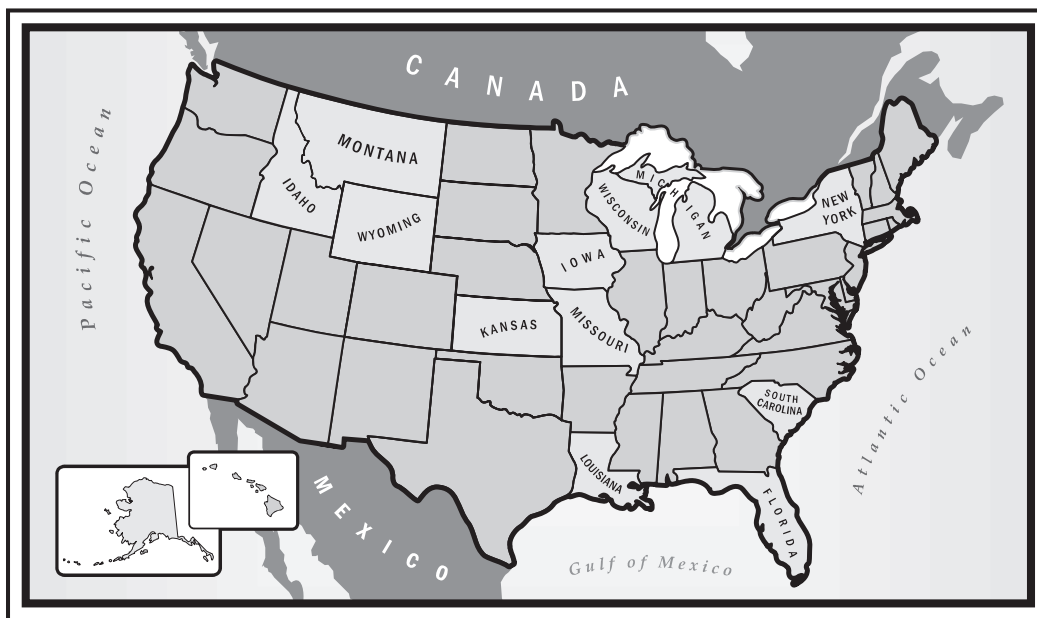 CANADA
Pacific Ocean
MONTANA
IDAHO
WYOMING
MICHIGAN
WISCONSIN
NEW
YORK
IOWA
KANSAS
MISSOURI
SOUTH
CAROLINA
Atlantic Ocean
LOUISIANA
FLORIDA
MEXICO
Gulf of Mexico